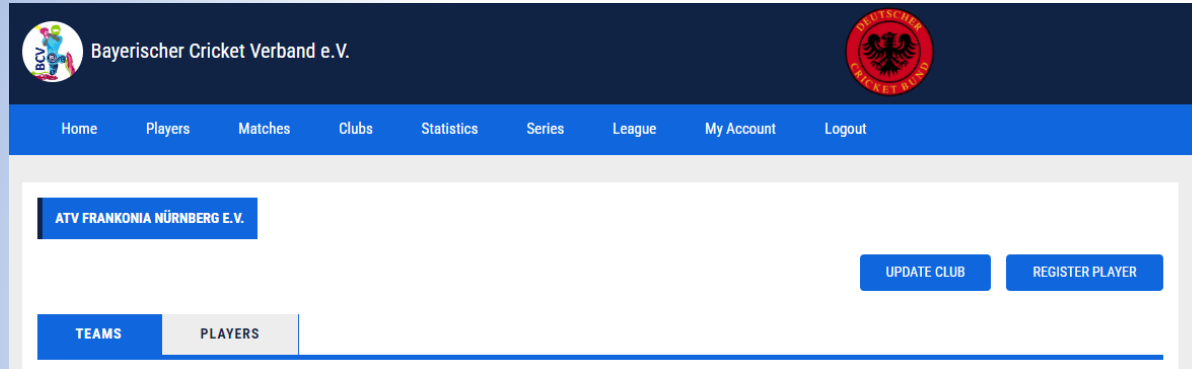 BCV
Bayerischer Cricket Verband e.V.
DEUTSCHER
CRICKET BUND
Home Players Matches Clubs Statistics Series League My Account Logout
ATV FRANKONIA NÜRNBERG E.V.
UPDATE CLUB REGISTER PLAYER
TEAMS PLAYERS